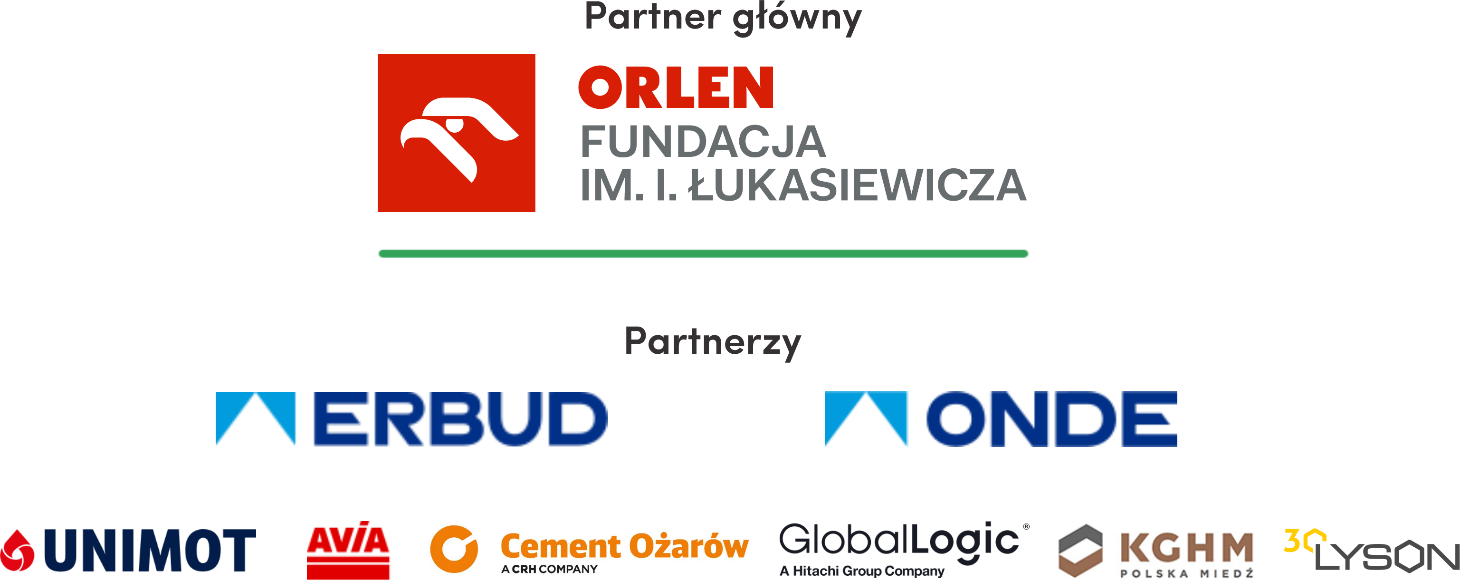 Partner główny
ORLEN
FUNDACJA
IM. I. ŁUKASIEWICZA
Partnerzy
ERBUD
ONDE
UNIMOT
AVIA
Cement Ożarów
A CRH COMPANY
GlobalLogic®
A Hitachi Group Company
KGHM
POLSKA MIEDŹ
30 LYSON